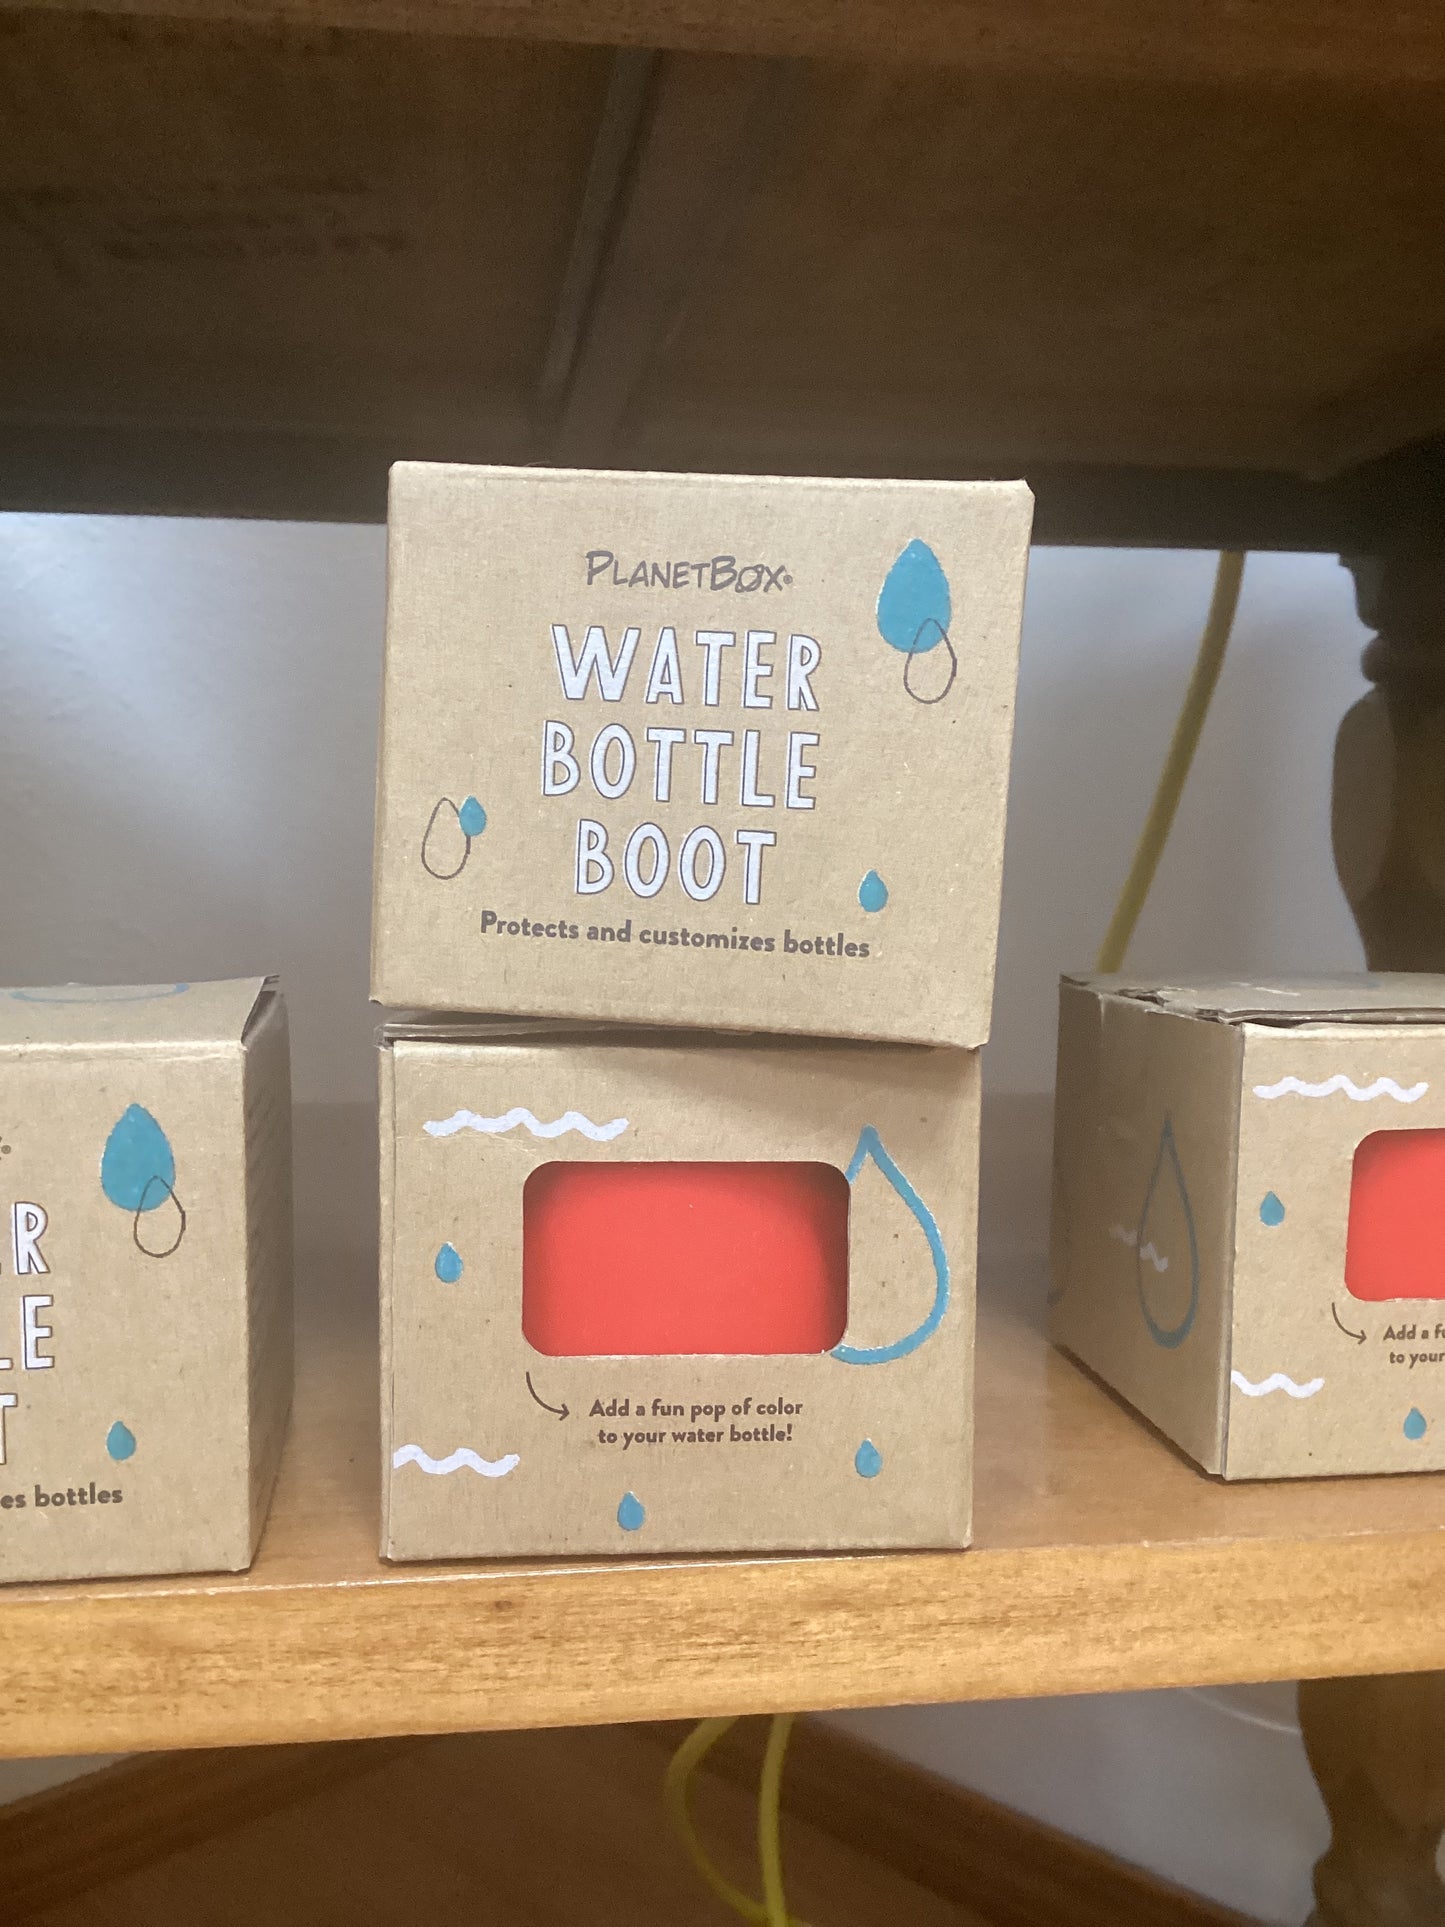 PLANETBOX®
WATER
BOTTLE
BOOT
Protects and customizes bottles
Add a fun pop of color
to your water bottle!
R
LE
T
es bottles
Add a
to your